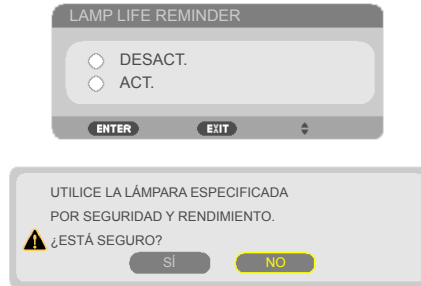 LAMP LIFE REMINDER
DESACT.
ACT.
ENTER EXIT
UTILICE LA LÁMPARA ESPECIFICADA
POR SEGURIDAD Y RENDIMIENTO.
¿ESTÁ SEGURO?
SÍ NO